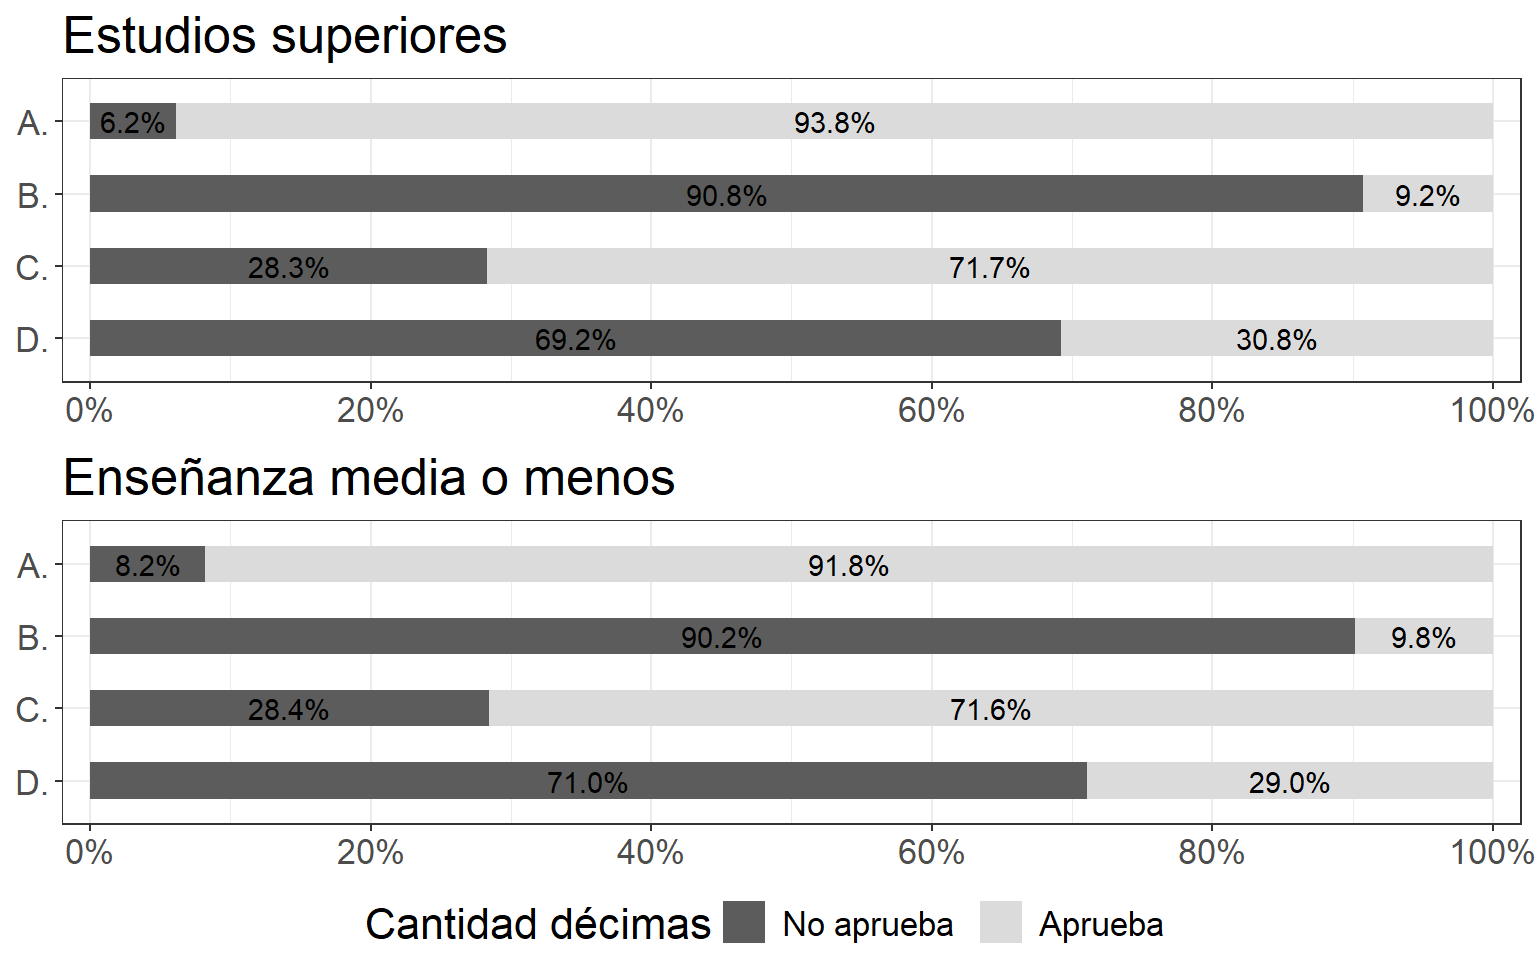 Estudios superiores
A. 6.2% 93.8%
B. 90.8% 9.2%
C. 28.3% 71.7%
D. 69.2% 30.8%
0% 20% 40% 60% 80% 100%
Enseñanza media o menos
A. 8.2% 91.8%
B. 90.2% 9.8%
C. 28.4% 71.6%
D. 71.0% 29.0%
0% 20% 40% 60% 80% 100%
Cantidad décimas No aprueba Aprueba